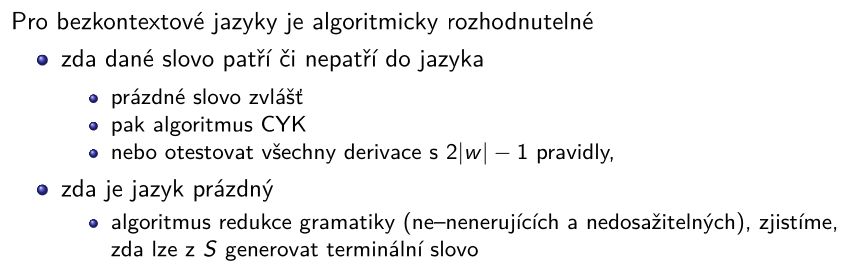 Pro bezkontextové jazyky je algoritmicky rozhodnutelné
zda dané slovo patří či nepatří do jazyka
prázdné slovo zvlášť
pak algoritmus CYK
nebo otestovat všechny derivace s 2|w| − 1 pravidly,
zda je jazyk prázdný
algoritmus redukce gramatiky (ne–nenerujících a nedosažitelných), zjistíme,
zda lze z S generovat terminální slovo